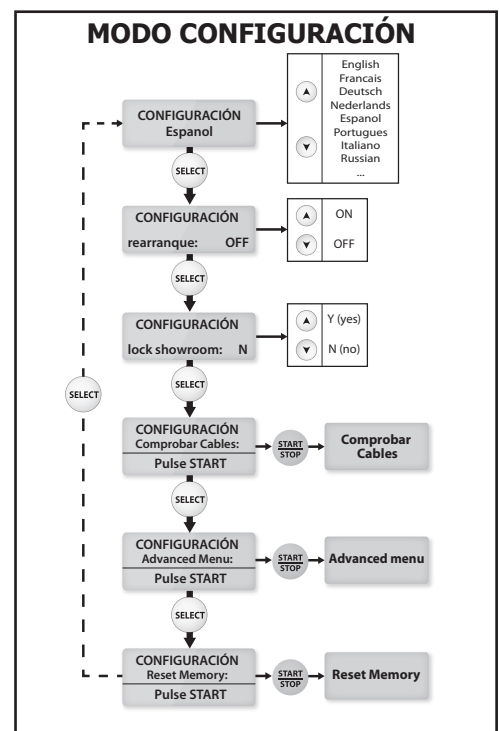 MODO CONFIGURACIÓN
CONFIGURACIÓN
Espanol
English
Francais
Deutsch
Nederlands
Espanol
Portugues
Italiano
Russian
...
SELECT
CONFIGURACIÓN
rearranque: OFF
ON
OFF
SELECT
CONFIGURACIÓN
lock showroom: N
Y (yes)
N (no)
SELECT
SELECT
CONFIGURACIÓN
Comprobar Cables:
Pulse START
START
STOP
Comprobar
Cables
SELECT
CONFIGURACIÓN
Advanced Menu:
Pulse START
START
STOP
Advanced menu
SELECT
CONFIGURACIÓN
Reset Memory:
Pulse START
START
STOP
Reset Memory